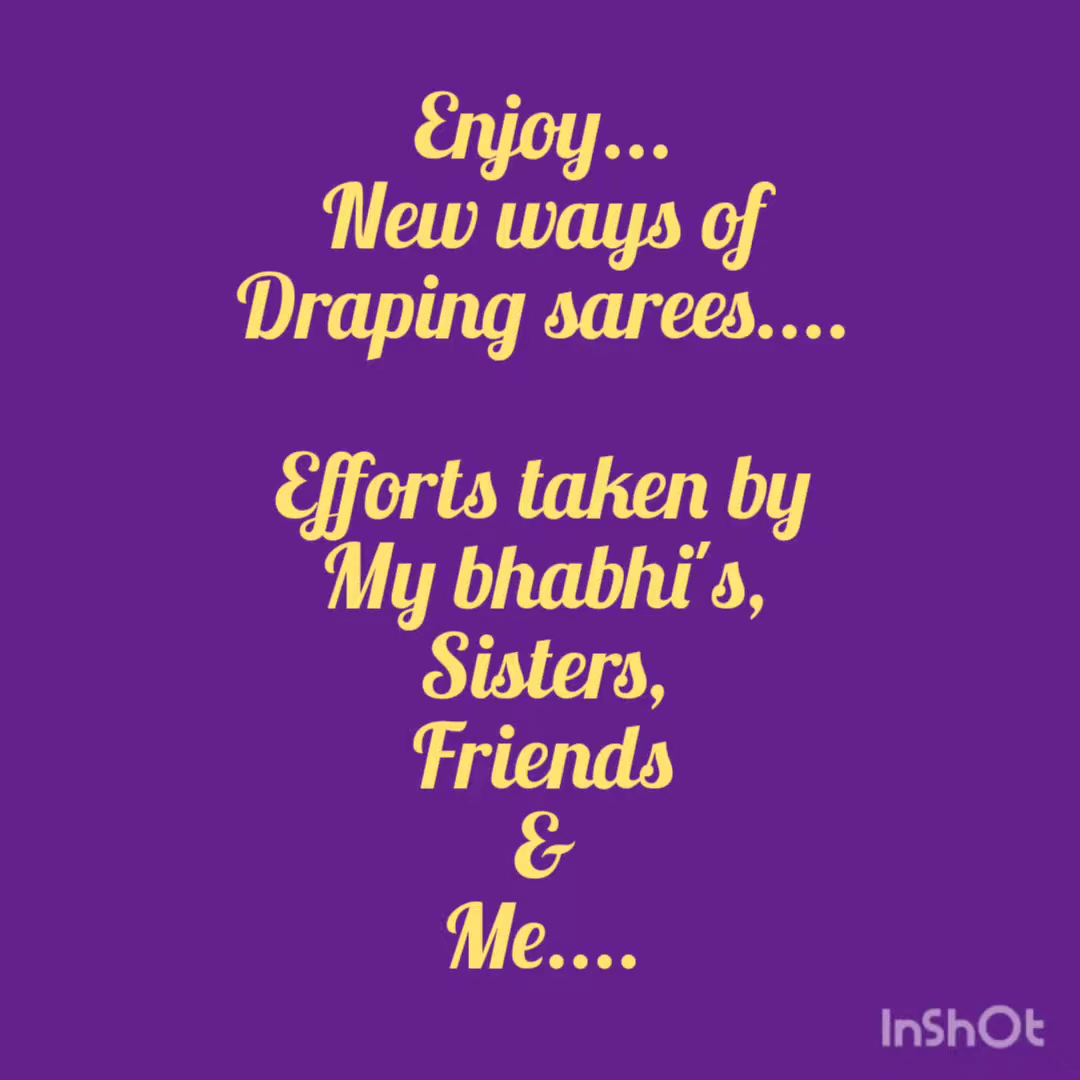 Enjoy...
New ways of
Draping sarees....
Efforts taken by
My bhabhi's,
Sisters,
Friends
&
Me....
InShOt